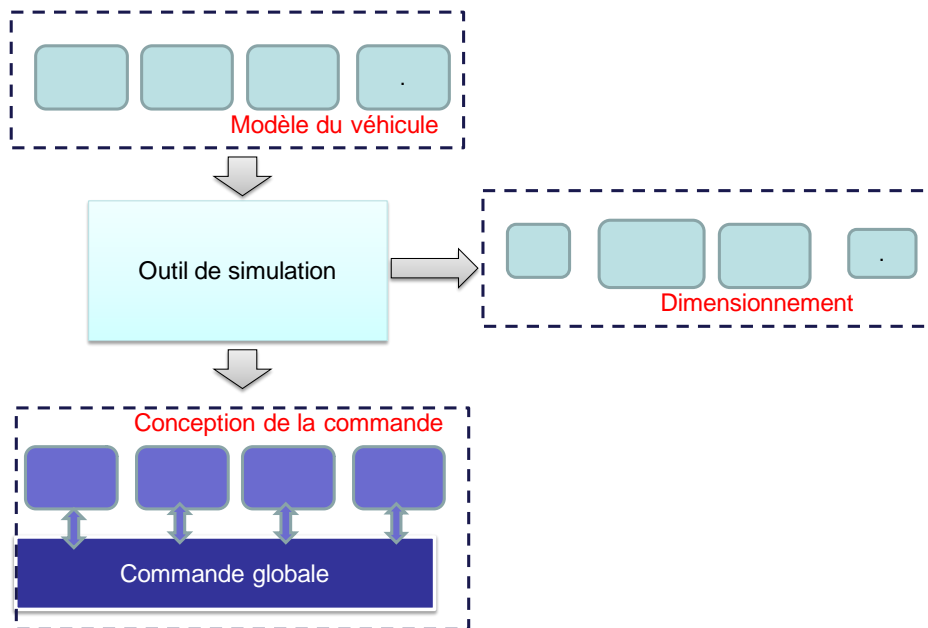 .
Modèle du véhicule
Outil de simulation
.
Dimensionnement
Conception de la commande
Commande globale